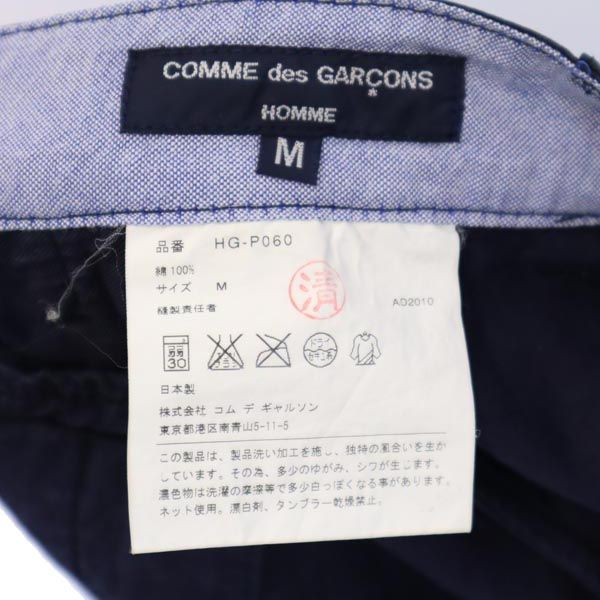 COMME des GARÇONS
HOMME
M
品番 HG-P060
綿 100%
サイズ M
縫製責任者
清
AD2010
弱
30
ドライ
セキユ系
日本製
株式会社 コム デ ギャルソン
東京都港区南青山5-11-5
この製品は、製品洗い加工を施し、独特の風合いを生か
しています。その為、多少のゆがみ、シワが生じます。
濃色物は洗濯の摩擦等で多少白っぽくなる事があります。
ネット使用。漂白剤、タンブラー乾燥禁止。